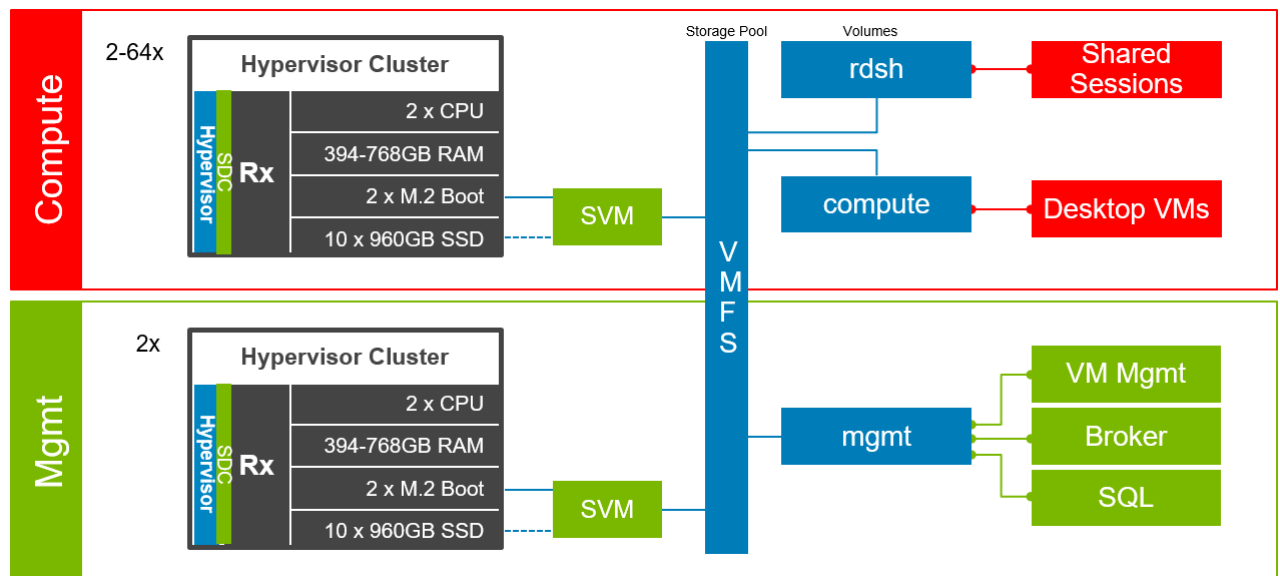 Compute
2-64x
Hypervisor Cluster
Hypervisor
SDC
Rx
2 x CPU
394-768GB RAM
2 x M.2 Boot
10 x 960GB SSD
SVM
Storage Pool
VMFS
Volumes
rdsh
Shared
Sessions
compute
Desktop VMs
Mgmt
2x
Hypervisor Cluster
Hypervisor
SDC
Rx
2 x CPU
394-768GB RAM
2 x M.2 Boot
10 x 960GB SSD
SVM
mgmt
VM Mgmt
Broker
SQL